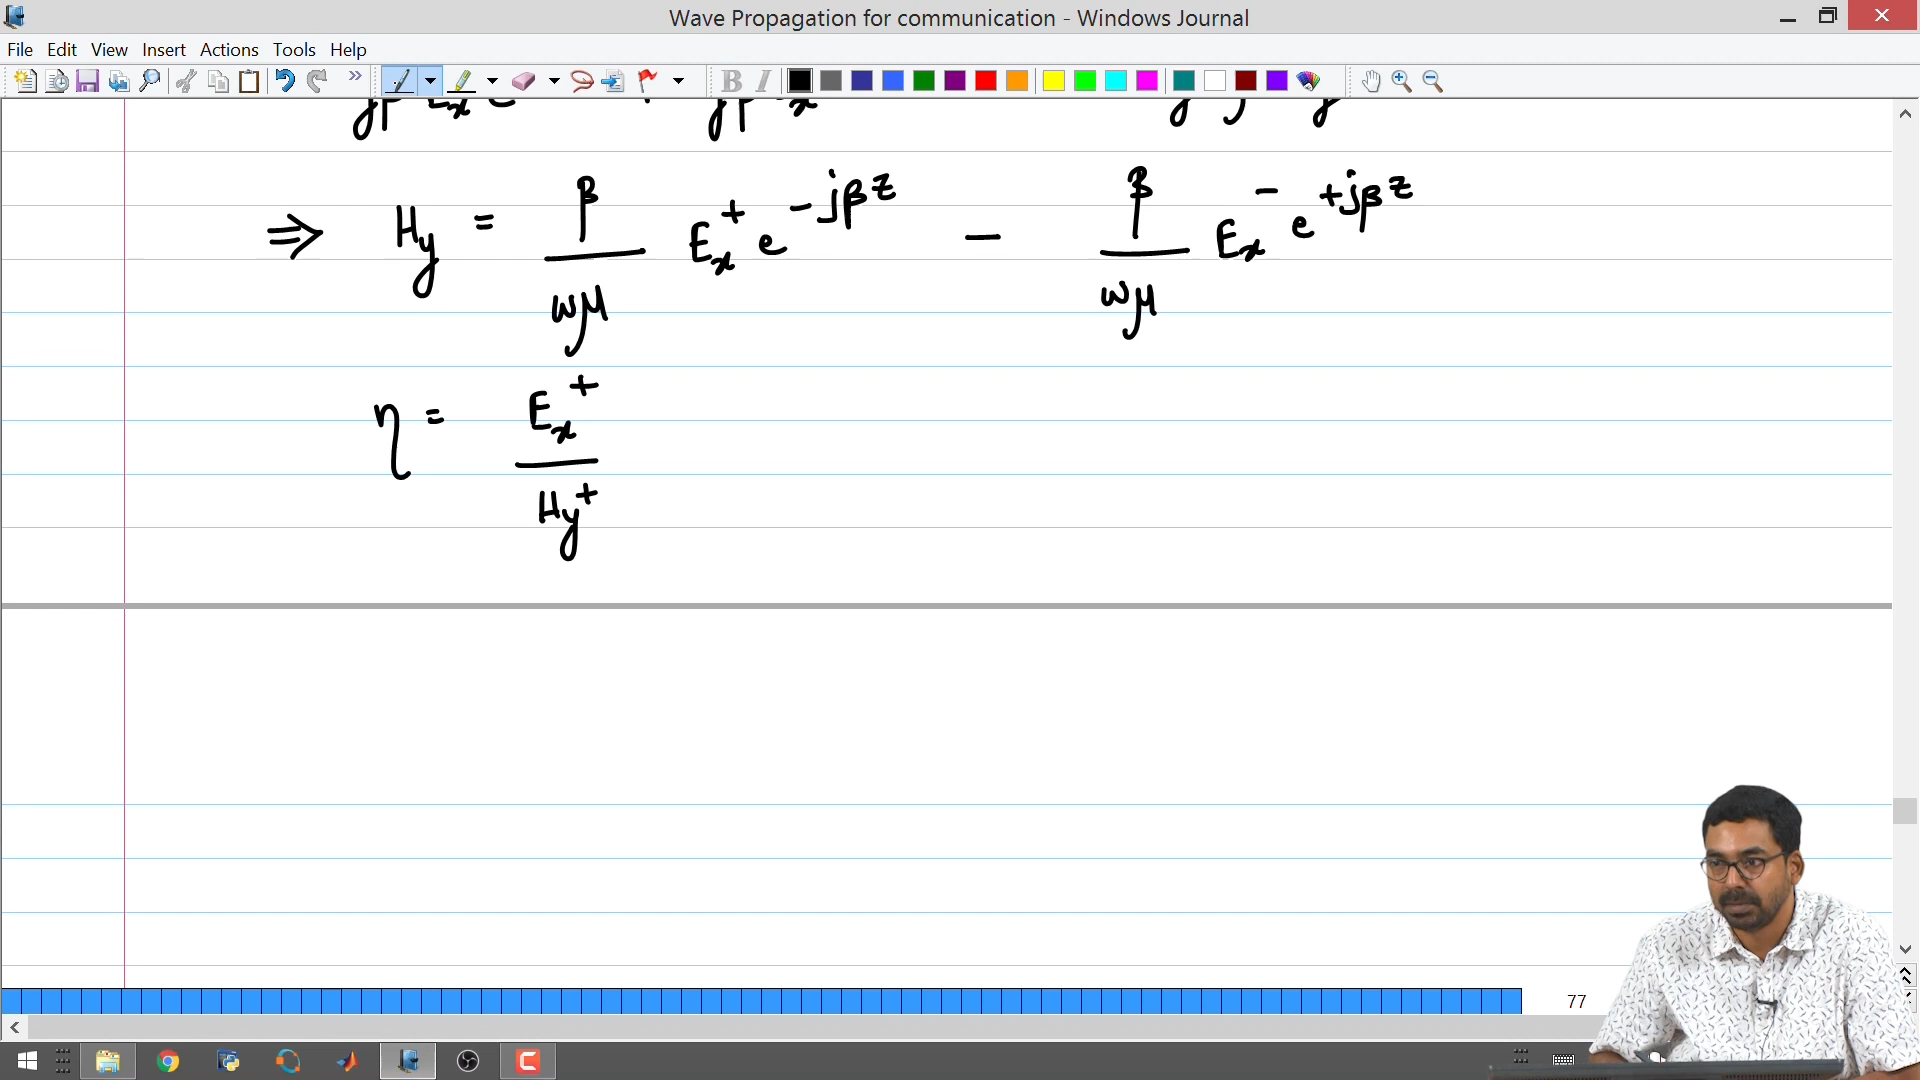 Wave Propagation for communication - Windows Journal
File Edit View Insert Actions Tools Help
B I
⇒ Hy = β/ωμ Ex⁺ e^(-jβz) - β/ωμ Ex⁻ e^(+jβz)
η = Ex⁺/Hy⁺
77